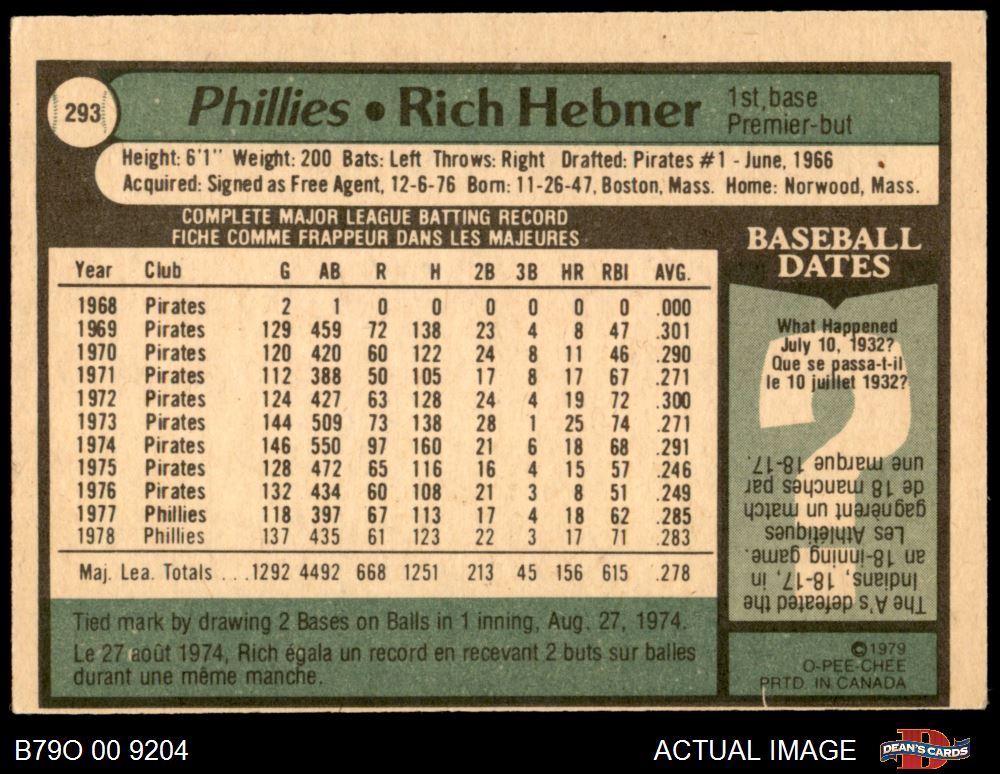 293
Phillies • Rich Hebner
1st, base
Premier-but
Height: 6'1" Weight: 200 Bats: Left Throws: Right Drafted: Pirates #1 - June, 1966
Acquired: Signed as Free Agent, 12-6-76 Born: 11-26-47, Boston, Mass. Home: Norwood, Mass.
COMPLETE MAJOR LEAGUE BATTING RECORD
FICHE COMME FRAPPEUR DANS LES MAJEURES
Year Club G AB R H 2B 3B HR RBI AVG.
1968 Pirates 2 1 0 0 0 0 0 0 .000
1969 Pirates 129 459 72 138 23 4 8 47 .301
1970 Pirates 120 420 60 122 24 8 11 46 .290
1971 Pirates 112 388 50 105 17 8 17 67 .271
1972 Pirates 124 427 63 128 24 4 19 72 .300
1973 Pirates 144 509 73 138 28 1 25 74 .271
1974 Pirates 146 550 97 160 21 6 18 68 .291
1975 Pirates 128 472 65 116 16 4 15 57 .246
1976 Pirates 132 434 60 108 21 3 8 51 .249
1977 Phillies 118 397 67 113 17 4 18 62 .285
1978 Phillies 137 435 61 123 22 3 17 71 .283
Maj. Lea. Totals ...1292 4492 668 1251 213 45 156 615 .278
Tied mark by drawing 2 Bases on Balls in 1 inning, Aug. 27, 1974.
Le 27 août 1974, Rich égala un record en recevant 2 buts sur balles
durant une même manche.
BASEBALL
DATES
What Happened
July 10, 1932?
Que se passa-t-il
le 10 juillet 1932?
The A's defeated the
Indians, 18-17, in
an 18-inning game.
Les Athlétiques
gagnèrent un match
de 18 manches par
une marque 18-17.
©1979
O-PEE-CHEE
PRTD. IN CANADA
B79O 00 9204
ACTUAL IMAGE
DEAN'S CARDS